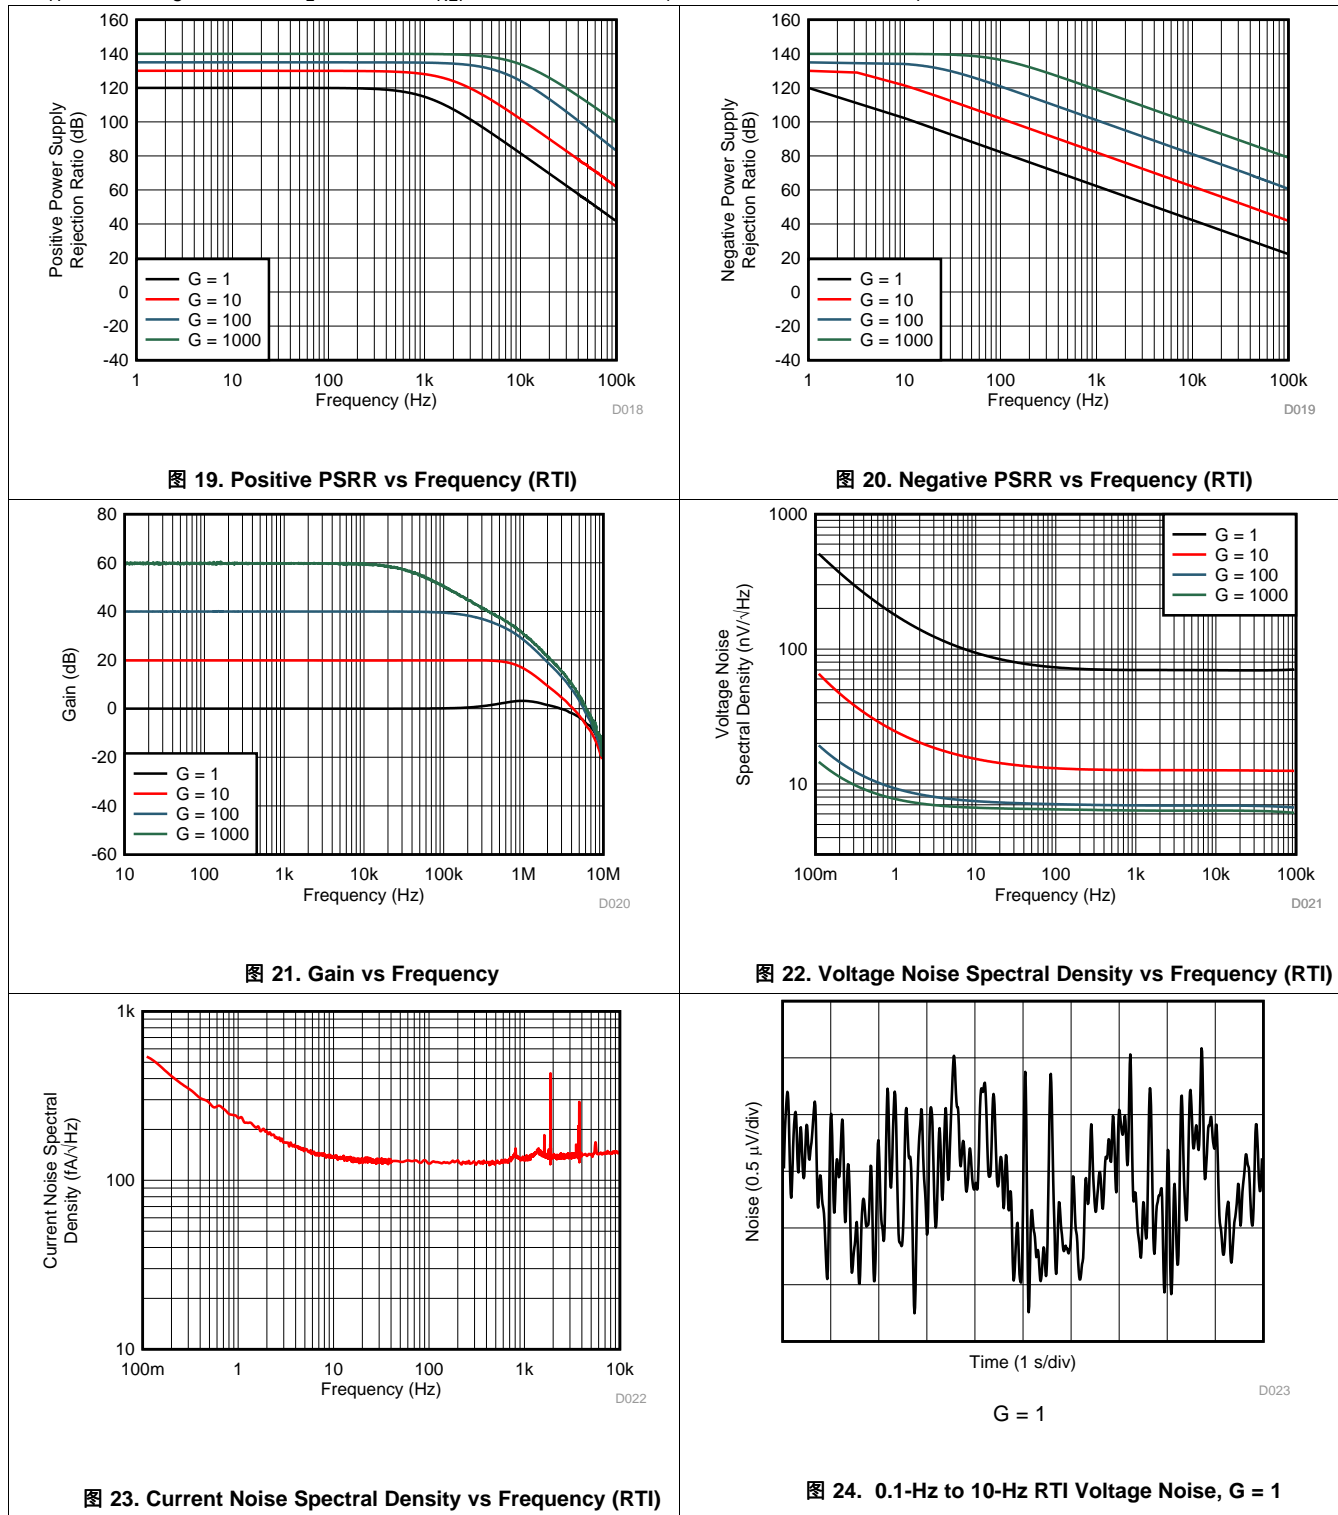 160
140
120
100
80
60
40
20
0
-20
-40
Positive Power Supply
Rejection Ratio (dB)
G = 1
G = 10
G = 100
G = 1000
1 10 100 1k 10k 100k
Frequency (Hz)
D018
图 19. Positive PSRR vs Frequency (RTI)
160
140
120
100
80
60
40
20
0
-20
-40
Negative Power Supply
Rejection Ratio (dB)
G = 1
G = 10
G = 100
G = 1000
1 10 100 1k 10k 100k
Frequency (Hz)
D019
图 20. Negative PSRR vs Frequency (RTI)
80
60
40
20
0
-20
-40
-60
Gain (dB)
G = 1
G = 10
G = 100
G = 1000
10 100 1k 10k 100k 1M 10M
Frequency (Hz)
D020
图 21. Gain vs Frequency
1000
100
10
Voltage Noise
Spectral Density (nV/√Hz)
G = 1
G = 10
G = 100
G = 1000
100m 1 10 100 1k 10k 100k
Frequency (Hz)
D021
图 22. Voltage Noise Spectral Density vs Frequency (RTI)
1k
100
10
Current Noise Spectral
Density (fA/√Hz)
100m 1 10 100 1k 10k
Frequency (Hz)
D022
图 23. Current Noise Spectral Density vs Frequency (RTI)
Noise (0.5 μV/div)
Time (1 s/div)
D023
G = 1
图 24. 0.1-Hz to 10-Hz RTI Voltage Noise, G = 1